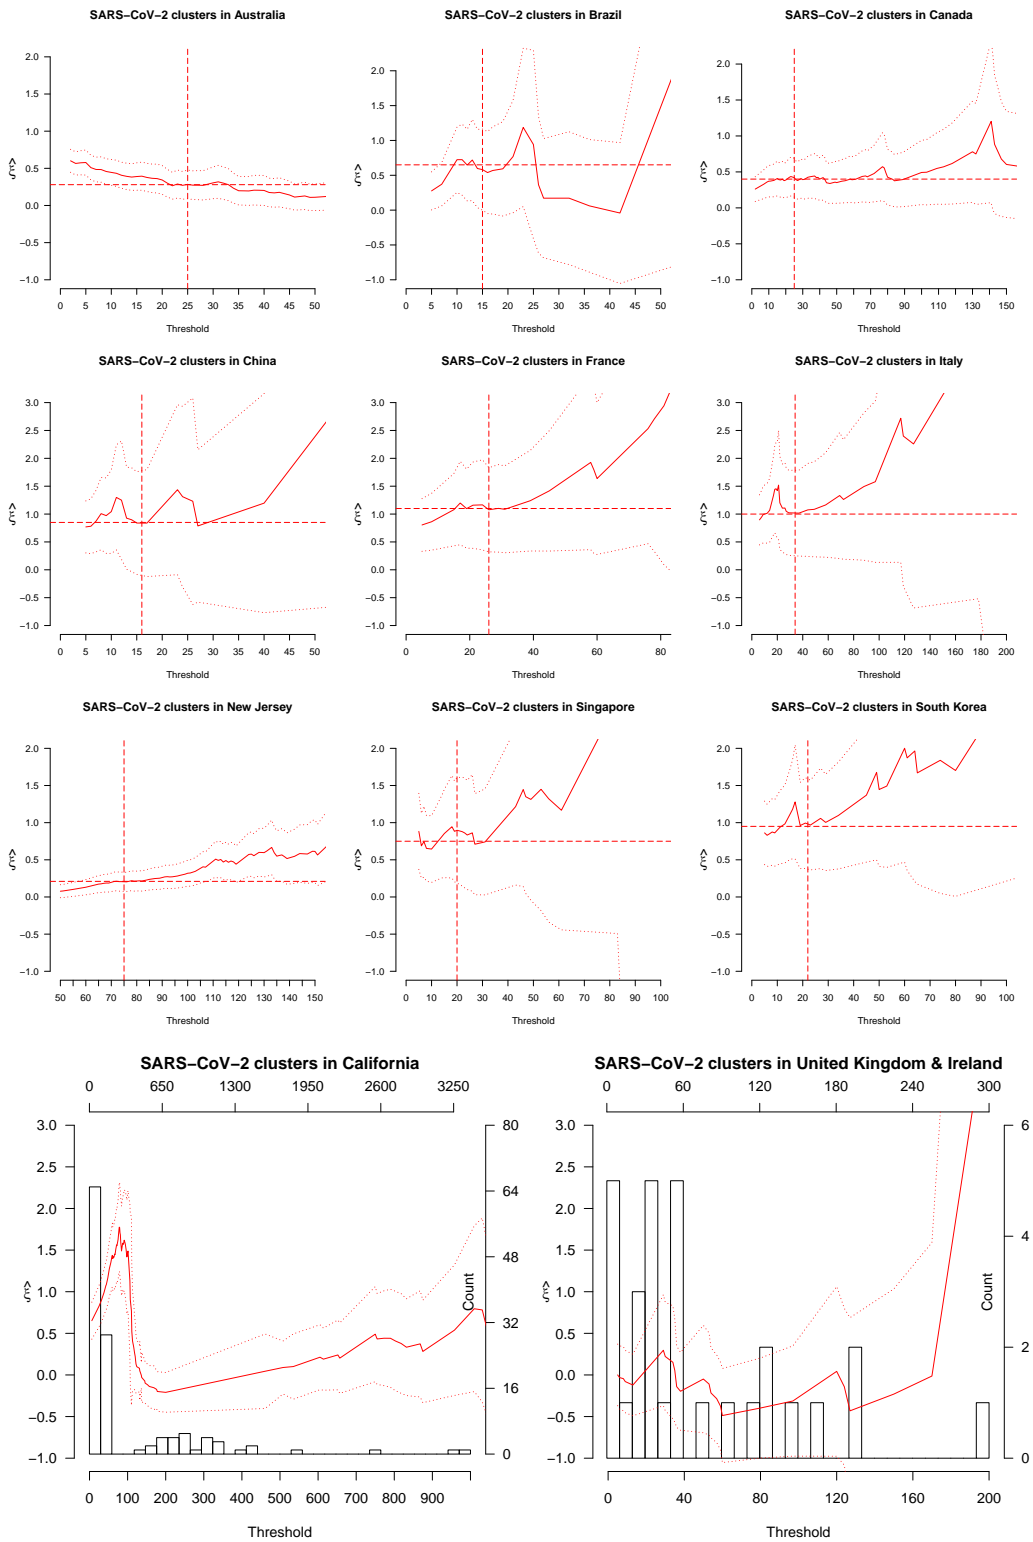 SARS−CoV−2 clusters in Australia
SARS−CoV−2 clusters in Brazil
SARS−CoV−2 clusters in Canada
2.0
1.5
1.0
0.5
0.0
−0.5
−1.0
0 5 10 15 20 25 30 35 40 45 50
Threshold
2.0
1.5
1.0
0.5
0.0
−0.5
−1.0
0 5 10 15 20 25 30 35 40 45 50
Threshold
2.0
1.5
1.0
0.5
0.0
−0.5
−1.0
0 10 30 50 70 90 110 130 150
Threshold
SARS−CoV−2 clusters in China
SARS−CoV−2 clusters in France
SARS−CoV−2 clusters in Italy
3.0
2.5
2.0
1.5
1.0
0.5
0.0
−0.5
−1.0
0 5 10 15 20 25 30 35 40 45 50
Threshold
3.0
2.5
2.0
1.5
1.0
0.5
0.0
−0.5
−1.0
0 20 40 60 80
Threshold
3.0
2.5
2.0
1.5
1.0
0.5
0.0
−0.5
−1.0
0 20 40 60 80 100 120 140 160 180 200
Threshold
SARS−CoV−2 clusters in New Jersey
SARS−CoV−2 clusters in Singapore
SARS−CoV−2 clusters in South Korea
2.0
1.5
1.0
0.5
0.0
−0.5
−1.0
50 60 70 80 90 100 110 120 130 140 150
Threshold
2.0
1.5
1.0
0.5
0.0
−0.5
−1.0
0 10 20 30 40 50 60 70 80 90 100
Threshold
2.0
1.5
1.0
0.5
0.0
−0.5
−1.0
0 10 20 30 40 50 60 70 80 90 100
Threshold
SARS−CoV−2 clusters in California
0 650 1300 1950 2600 3250
3.0
2.5
2.0
1.5
1.0
0.5
0.0
−0.5
−1.0
80
64
48
32
16
0
Count
0 100 200 300 400 500 600 700 800 900
Threshold
SARS−CoV−2 clusters in United Kingdom & Ireland
0 60 120 180 240 300
3.0
2.5
2.0
1.5
1.0
0.5
0.0
−0.5
−1.0
6
4
2
0
Count
0 40 80 120 160 200
Threshold